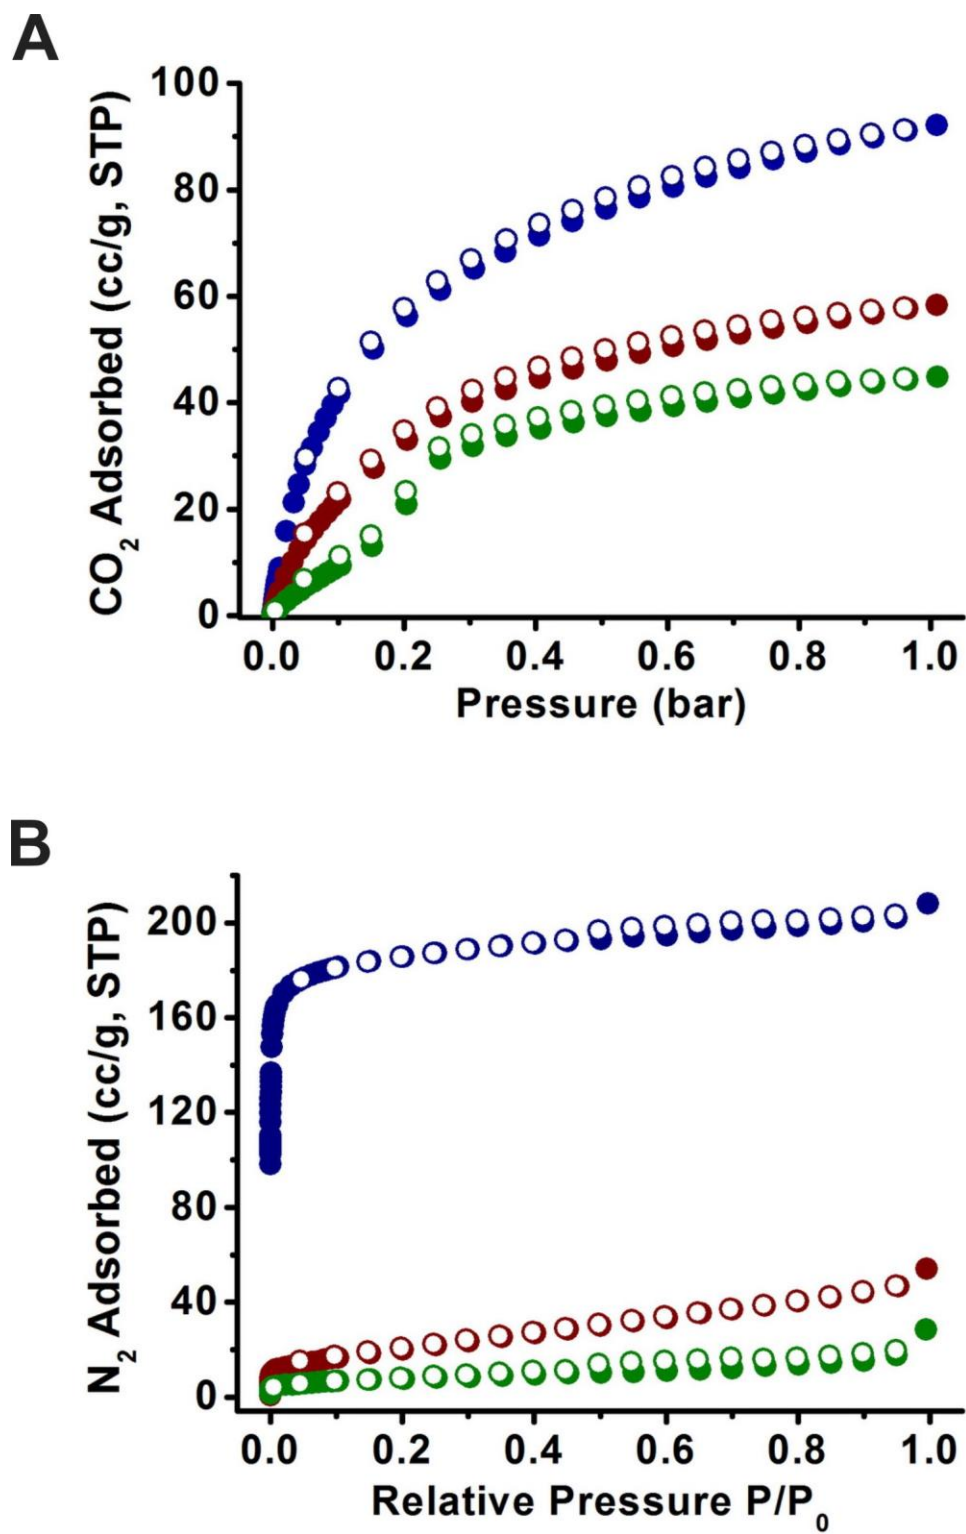 A
CO2 Adsorbed (cc/g, STP)
100
80
60
40
20
0
0.0 0.2 0.4 0.6 0.8 1.0
Pressure (bar)
B
N2 Adsorbed (cc/g, STP)
200
160
120
80
40
0
0.0 0.2 0.4 0.6 0.8 1.0
Relative Pressure P/P0